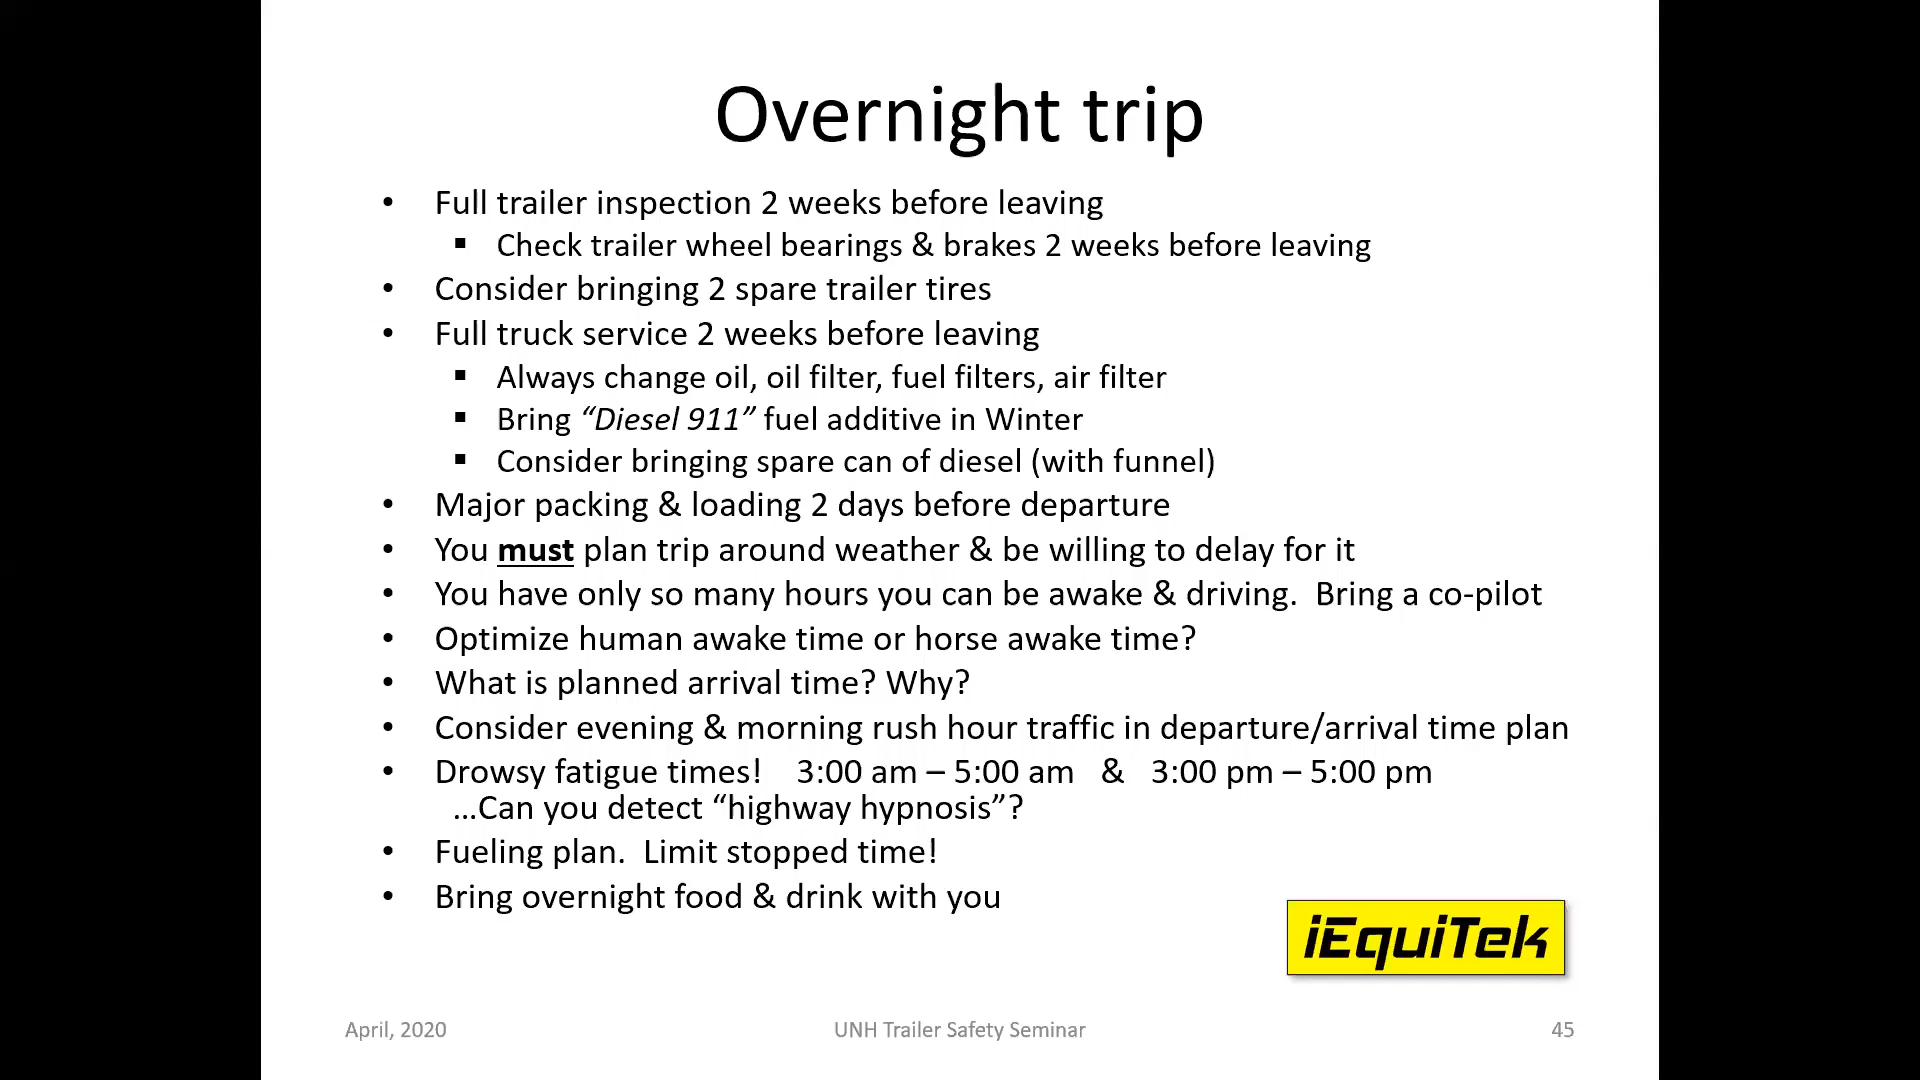 Overnight trip
• Full trailer inspection 2 weeks before leaving
▪ Check trailer wheel bearings & brakes 2 weeks before leaving
• Consider bringing 2 spare trailer tires
• Full truck service 2 weeks before leaving
▪ Always change oil, oil filter, fuel filters, air filter
▪ Bring “Diesel 911” fuel additive in Winter
▪ Consider bringing spare can of diesel (with funnel)
• Major packing & loading 2 days before departure
• You must plan trip around weather & be willing to delay for it
• You have only so many hours you can be awake & driving.  Bring a co-pilot
• Optimize human awake time or horse awake time?
• What is planned arrival time? Why?
• Consider evening & morning rush hour traffic in departure/arrival time plan
• Drowsy fatigue times!    3:00 am – 5:00 am   &   3:00 pm – 5:00 pm
…Can you detect “highway hypnosis”?
• Fueling plan.  Limit stopped time!
• Bring overnight food & drink with you
iEquiTek
April, 2020
UNH Trailer Safety Seminar
45